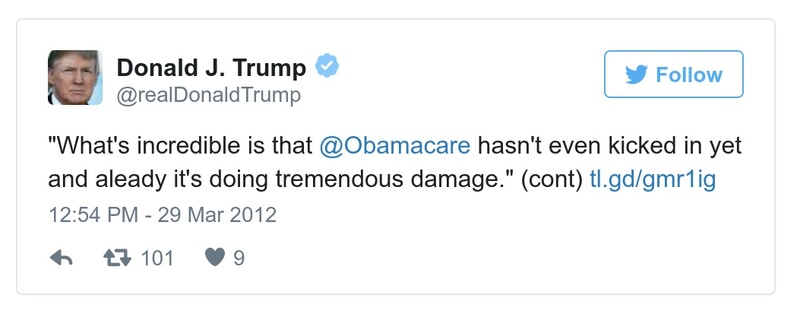 Donald J. Trump
@realDonaldTrump
Follow
"What's incredible is that @Obamacare hasn't even kicked in yet
and aleady it's doing tremendous damage." (cont) tl.gd/gmr1ig
12:54 PM - 29 Mar 2012
101 9